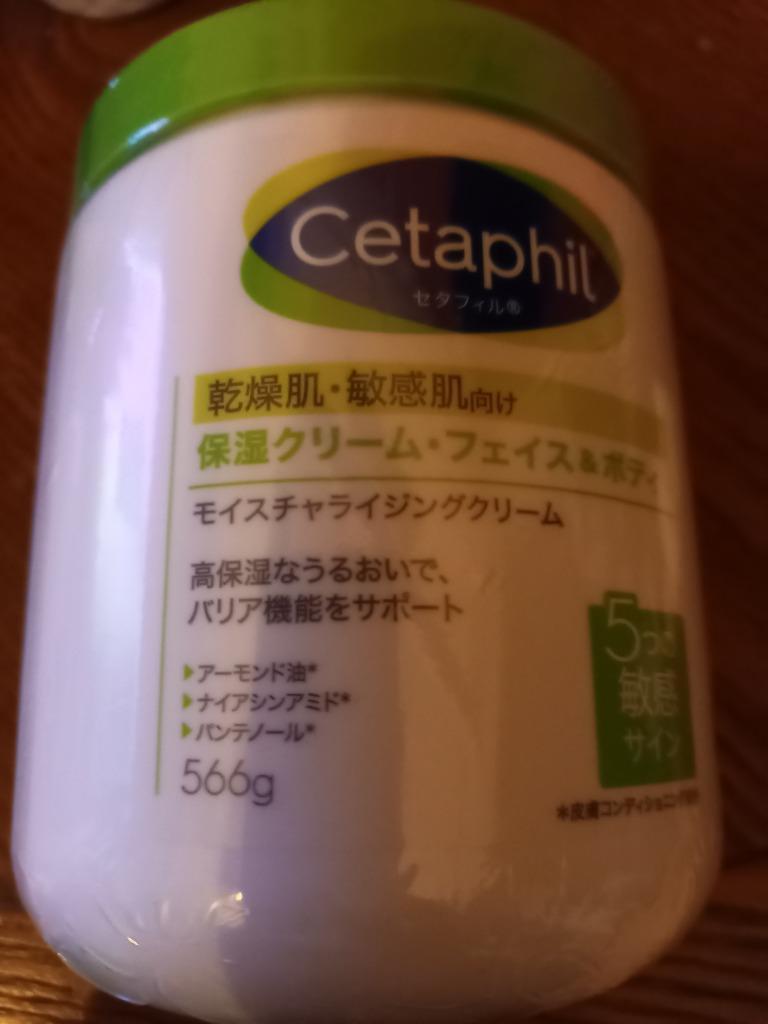 Cetaphil
セタフィル®
乾燥肌・敏感肌向け
保湿クリーム・フェイス&ボディ
モイスチャライジングクリーム
高保湿なうるおいで、
バリア機能をサポート
アーモンド油*
ナイアシンアミド*
パンテノール*
566g
5つの
敏感
サイン
*皮膚コンディショニング